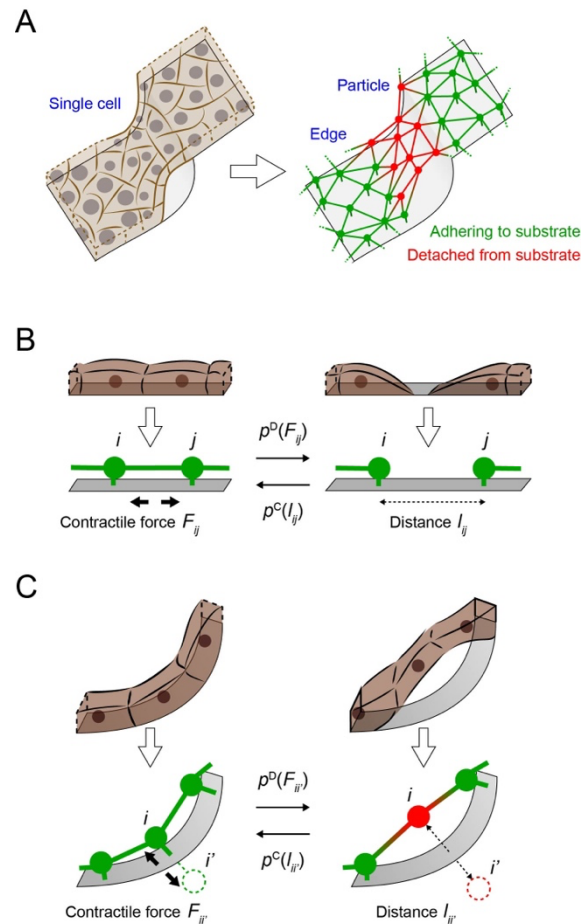 A
Single cell
Particle
Edge
Adhering to substrate
Detached from substrate
B
i
j
p^D(F_ij)
p^C(l_ij)
i
j
Contractile force F_ij
Distance l_ij
C
i
i'
p^D(F_ii')
p^C(l_ii')
i
i'
Contractile force F_ii'
Distance l_ii'